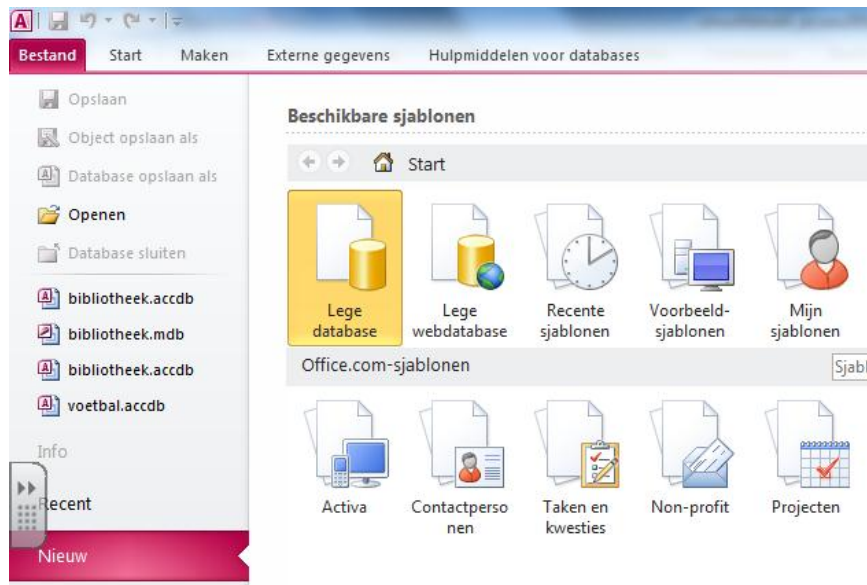 A
Bestand Start Maken Externe gegevens Hulpmiddelen voor databases
Opslaan
Object opslaan als
Database opslaan als
Openen
Database sluiten
bibliotheek.accdb
bibliotheek.mdb
bibliotheek.accdb
voetbal.accdb
Info
Recent
Nieuw
Beschikbare sjablonen
Start
Lege
database
Lege
webdatabase
Recente
sjablonen
Voorbeeld-
sjablonen
Mijn
sjablonen
Office.com-sjablonen
Sjabl
Activa
Contactperso
nen
Taken en
kwesties
Non-profit
Projecten